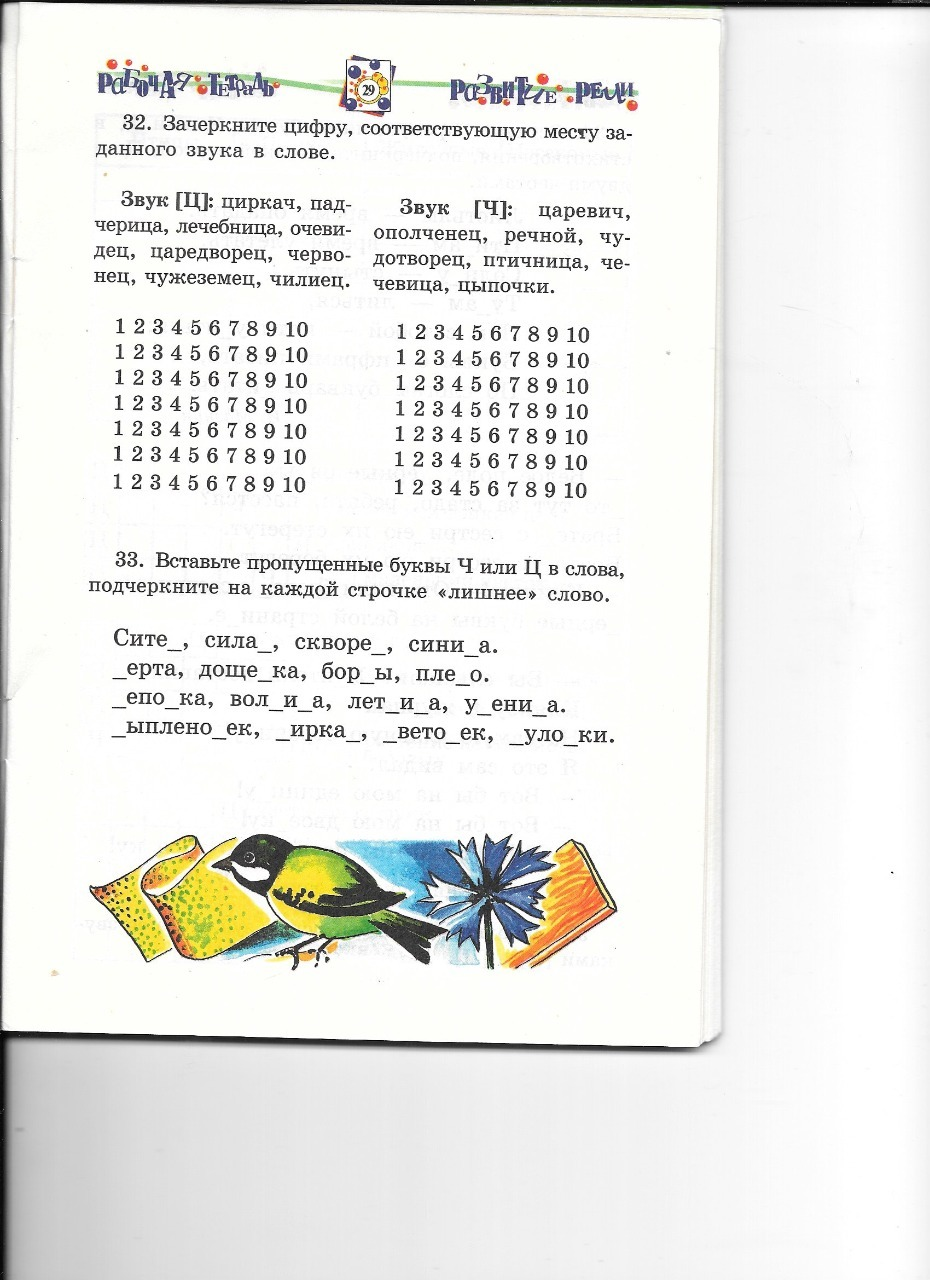 РАБОЧАЯ ТЕТРАДЬ 29 РАЗВИТИЕ РЕЧИ
32. Зачеркните цифру, соответствующую месту за-
данного звука в слове.
Звук [Ц]: циркач, пад-
черица, лечебница, очеви-
дец, царедворец, черво-
нец, чужеземец, чилиец.
Звук [Ч]: царевич,
ополченец, речной, чу-
дотворец, птичница, че-
чевица, цыпочки.
1 2 3 4 5 6 7 8 9 10
1 2 3 4 5 6 7 8 9 10
1 2 3 4 5 6 7 8 9 10
1 2 3 4 5 6 7 8 9 10
1 2 3 4 5 6 7 8 9 10
1 2 3 4 5 6 7 8 9 10
1 2 3 4 5 6 7 8 9 10
1 2 3 4 5 6 7 8 9 10
1 2 3 4 5 6 7 8 9 10
1 2 3 4 5 6 7 8 9 10
1 2 3 4 5 6 7 8 9 10
1 2 3 4 5 6 7 8 9 10
1 2 3 4 5 6 7 8 9 10
1 2 3 4 5 6 7 8 9 10
33. Вставьте пропущенные буквы Ч или Ц в слова,
подчеркните на каждой строчке «лишнее» слово.
Сите_, сила_, скворе_, сини_а.
_ерта, доще_ка, бор_ы, пле_о.
_епо_ка, вол_и_а, лет_и_а, у_ени_а.
_ыплено_ек, _ирка_, _вето_ек, _уло_ки.